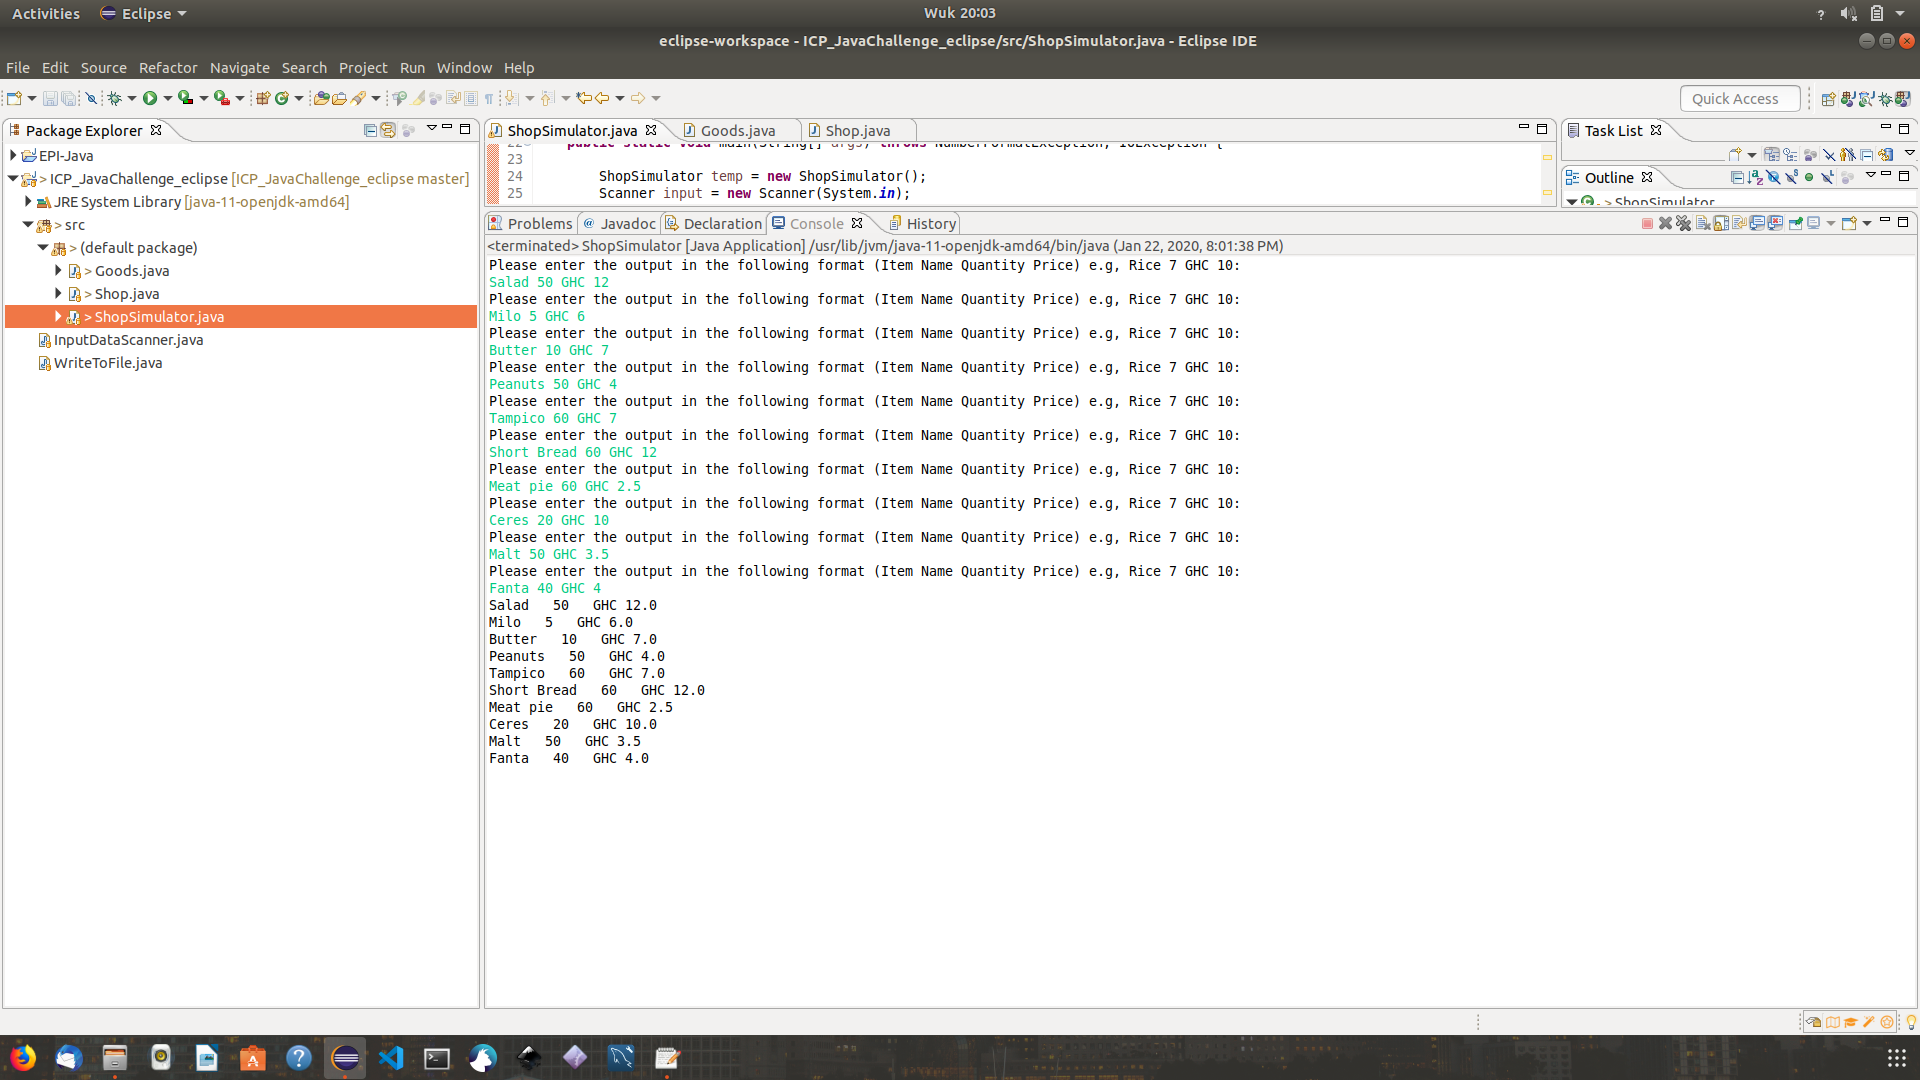 Activities Eclipse Wuk 20:03
eclipse-workspace - ICP_JavaChallenge_eclipse/src/ShopSimulator.java - Eclipse IDE
File Edit Source Refactor Navigate Search Project Run Window Help
Quick Access
Package Explorer
EPI-Java
> ICP_JavaChallenge_eclipse [ICP_JavaChallenge_eclipse master]
JRE System Library [java-11-openjdk-amd64]
> src
> (default package)
> Goods.java
> Shop.java
> ShopSimulator.java
InputDataScanner.java
WriteToFile.java
ShopSimulator.java Goods.java Shop.java
22 public static void main(String[] args) throws NumberFormatException, IOException {
23
24 ShopSimulator temp = new ShopSimulator();
25 Scanner input = new Scanner(System.in);
Task List
Outline
> ShopSimulator
Problems @ Javadoc Declaration Console History
<terminated> ShopSimulator [Java Application] /usr/lib/jvm/java-11-openjdk-amd64/bin/java (Jan 22, 2020, 8:01:38 PM)
Please enter the output in the following format (Item Name Quantity Price) e.g, Rice 7 GHC 10:
Salad 50 GHC 12
Please enter the output in the following format (Item Name Quantity Price) e.g, Rice 7 GHC 10:
Milo 5 GHC 6
Please enter the output in the following format (Item Name Quantity Price) e.g, Rice 7 GHC 10:
Butter 10 GHC 7
Please enter the output in the following format (Item Name Quantity Price) e.g, Rice 7 GHC 10:
Peanuts 50 GHC 4
Please enter the output in the following format (Item Name Quantity Price) e.g, Rice 7 GHC 10:
Tampico 60 GHC 7
Please enter the output in the following format (Item Name Quantity Price) e.g, Rice 7 GHC 10:
Short Bread 60 GHC 12
Please enter the output in the following format (Item Name Quantity Price) e.g, Rice 7 GHC 10:
Meat pie 60 GHC 2.5
Please enter the output in the following format (Item Name Quantity Price) e.g, Rice 7 GHC 10:
Ceres 20 GHC 10
Please enter the output in the following format (Item Name Quantity Price) e.g, Rice 7 GHC 10:
Malt 50 GHC 3.5
Please enter the output in the following format (Item Name Quantity Price) e.g, Rice 7 GHC 10:
Fanta 40 GHC 4
Salad 50 GHC 12.0
Milo 5 GHC 6.0
Butter 10 GHC 7.0
Peanuts 50 GHC 4.0
Tampico 60 GHC 7.0
Short Bread 60 GHC 12.0
Meat pie 60 GHC 2.5
Ceres 20 GHC 10.0
Malt 50 GHC 3.5
Fanta 40 GHC 4.0